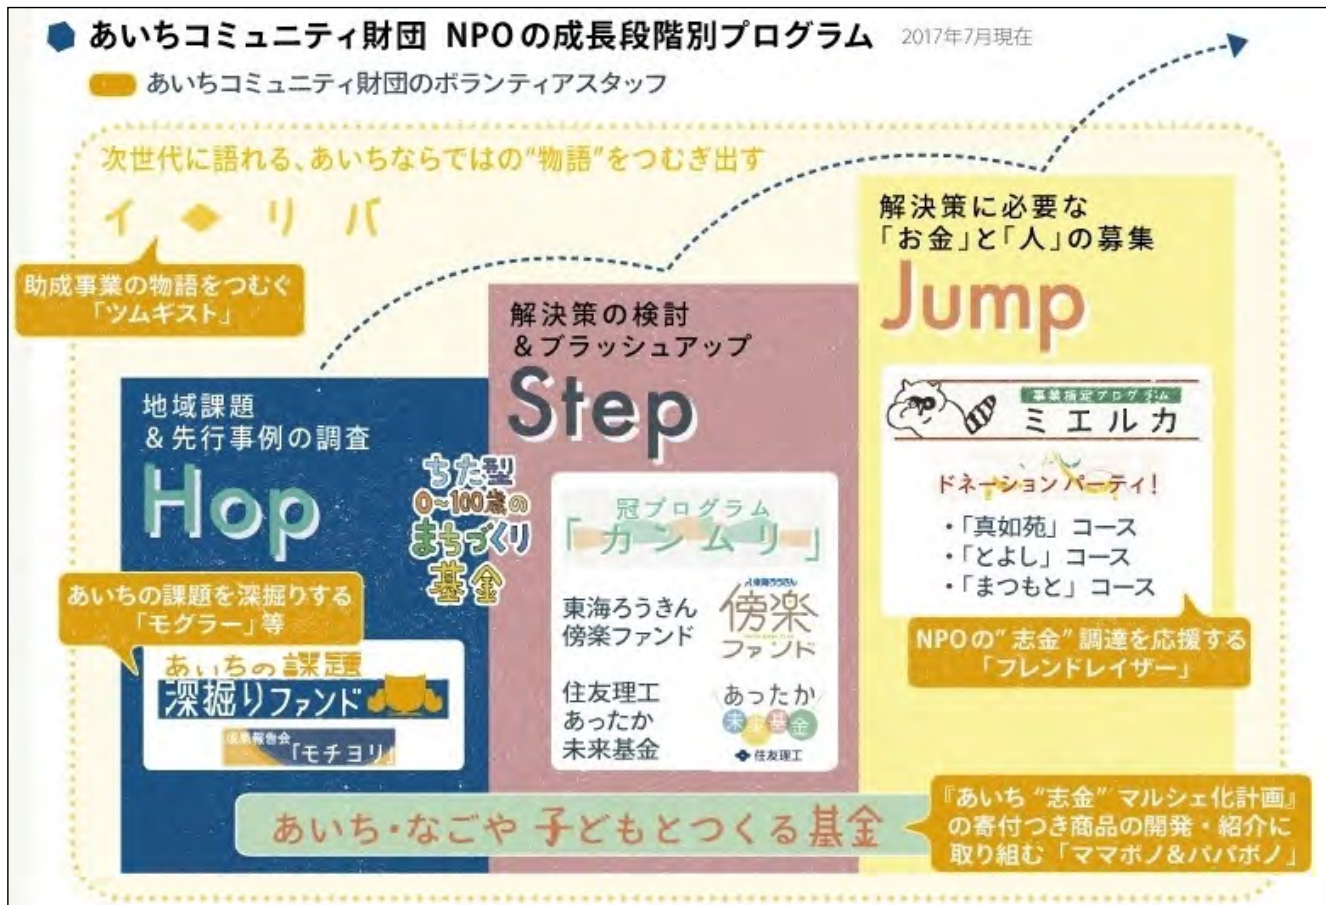 あいちコミュニティ財団 NPOの成長段階別プログラム 2017年7月現在
あいちコミュニティ財団のボランティアスタッフ
次世代に語れる、あいちならではの“物語”をつむぎ出す
イ◆リバ
助成事業の物語をつむぐ
「ツムギスト」
地域課題
&先行事例の調査
Hop
あいちの課題を深掘りする
「モグラー」等
あいちの課題
深掘りファンド
成果報告会「モチヨリ」
ちた型
0~100歳の
まちづくり
基金
解決策の検討
&ブラッシュアップ
Step
冠プログラム
「カンムリ」
東海ろうきん
傍楽ファンド
東海ろうきん
傍楽
ファンド
住友理工
あったか
未来基金
あったか
未来基金
住友理工
解決策に必要な
「お金」と「人」の募集
Jump
事業指定プログラム
ミエルカ
ドネーションパーティ!
・「真如苑」コース
・「とよし」コース
・「まつもと」コース
NPOの“志金”調達を応援する
「フレンドレイザー」
あいち・なごや 子どもとつくる基金
『あいち“志金”マルシェ化計画』
の寄付つき商品の開発・紹介に
取り組む「ママボノ&パパボノ」